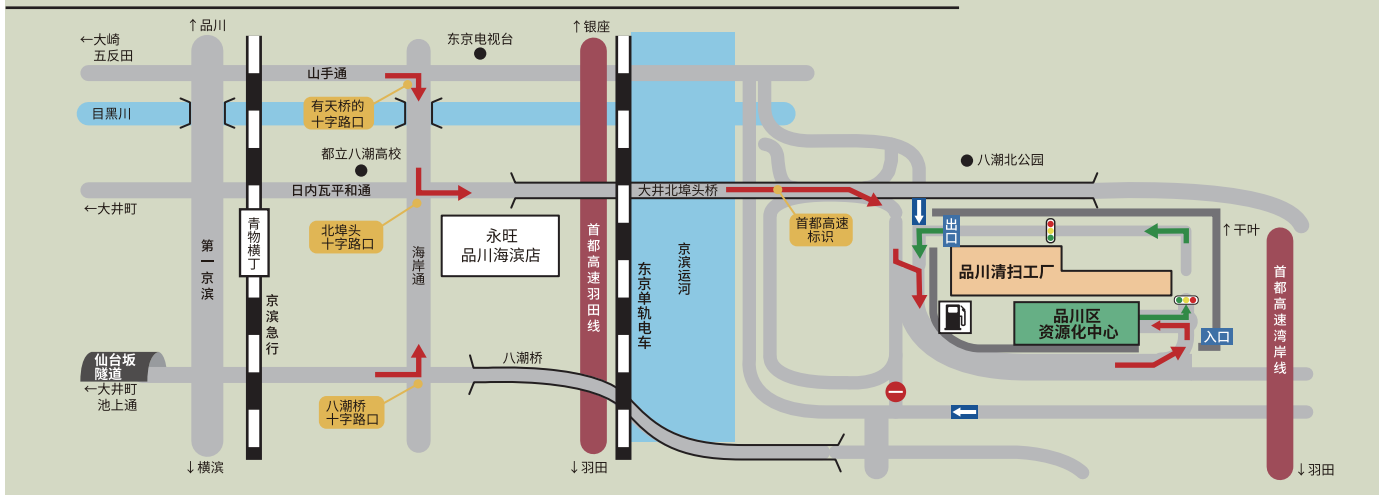 ↑品川
←大崎
五反田
山手通
目黑川
有天桥的
十字路口
东京电视台
↑银座
都立八潮高校
日内瓦平和通
←大井町
北埠头
十字路口
永旺
品川海滨店
海岸通
第一京滨
青物横丁
京滨急行
首都高速羽田线
东京单轨电车
京滨运河
大井北埠头桥
首都高速
标识
八潮北公园
出口
↑干叶
品川清扫工厂
品川区
资源化中心
入口
首都高速湾岸线
仙台坂
隧道
←大井町
池上通
八潮桥
十字路口
八潮桥
↓横滨
↓羽田
↓羽田